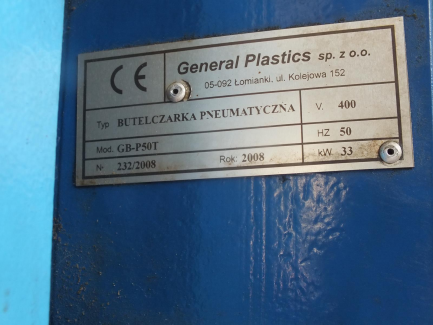 CE
General Plastics sp. z o.o.
05-092 Łomianki, ul. Kolejowa 152
Typ BUTELCZARKA PNEUMATYCZNA V. 400
Mod. GB-P50T HZ 50
Nr 232/2008 Rok: 2008 kW 33